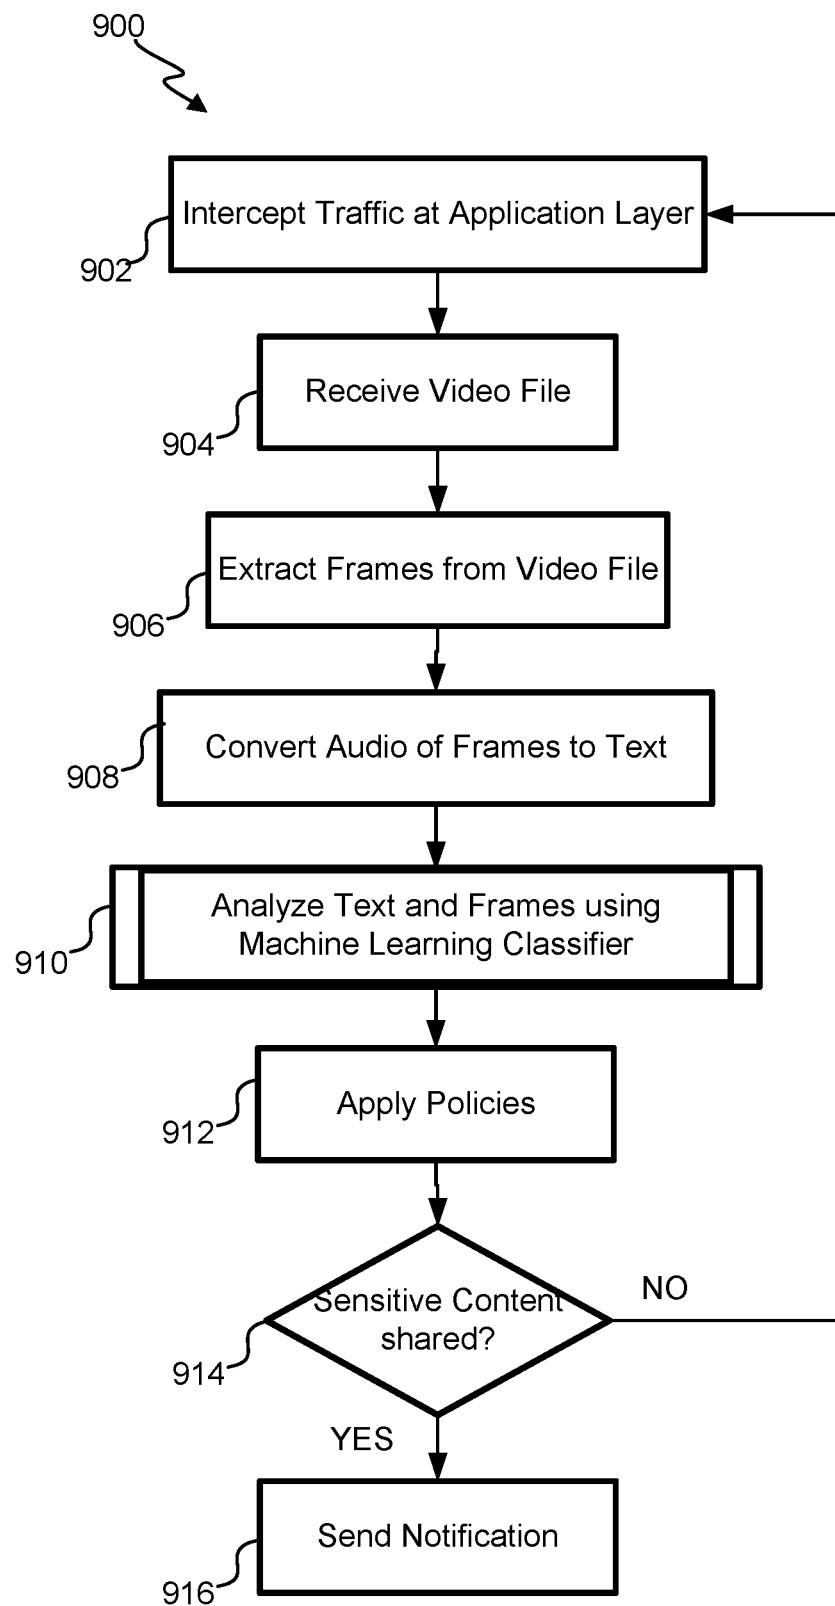 900
Intercept Traffic at Application Layer
902
Receive Video File
904
Extract Frames from Video File
906
Convert Audio of Frames to Text
908
Analyze Text and Frames using
Machine Learning Classifier
910
Apply Policies
912
Sensitive Content
shared?
NO
914
YES
Send Notification
916